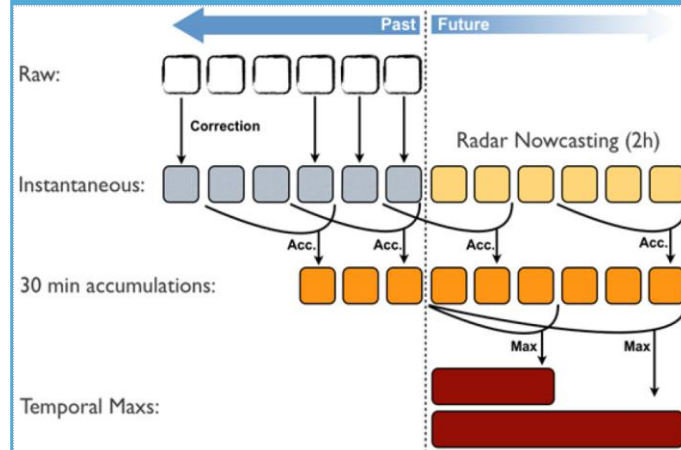 Past Future
Raw:
Correction
Radar Nowcasting (2h)
Instantaneous:
Acc. Acc. Acc. Acc.
30 min accumulations:
Max Max
Temporal Maxs: